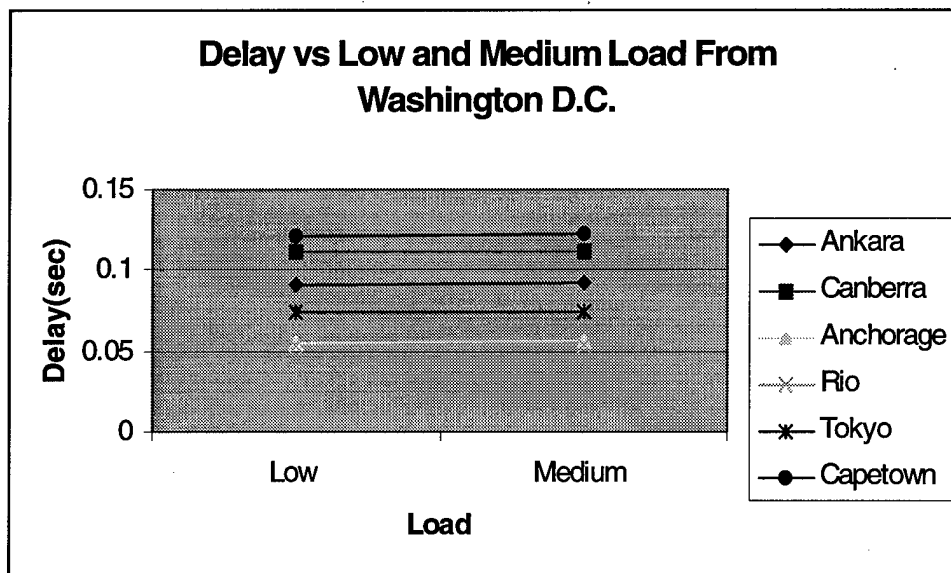 Delay vs Low and Medium Load From
Washington D.C.
0.15
0.1
0.05
0
Delay(sec)
Low
Medium
Load
Ankara
Canberra
Anchorage
Rio
Tokyo
Capetown